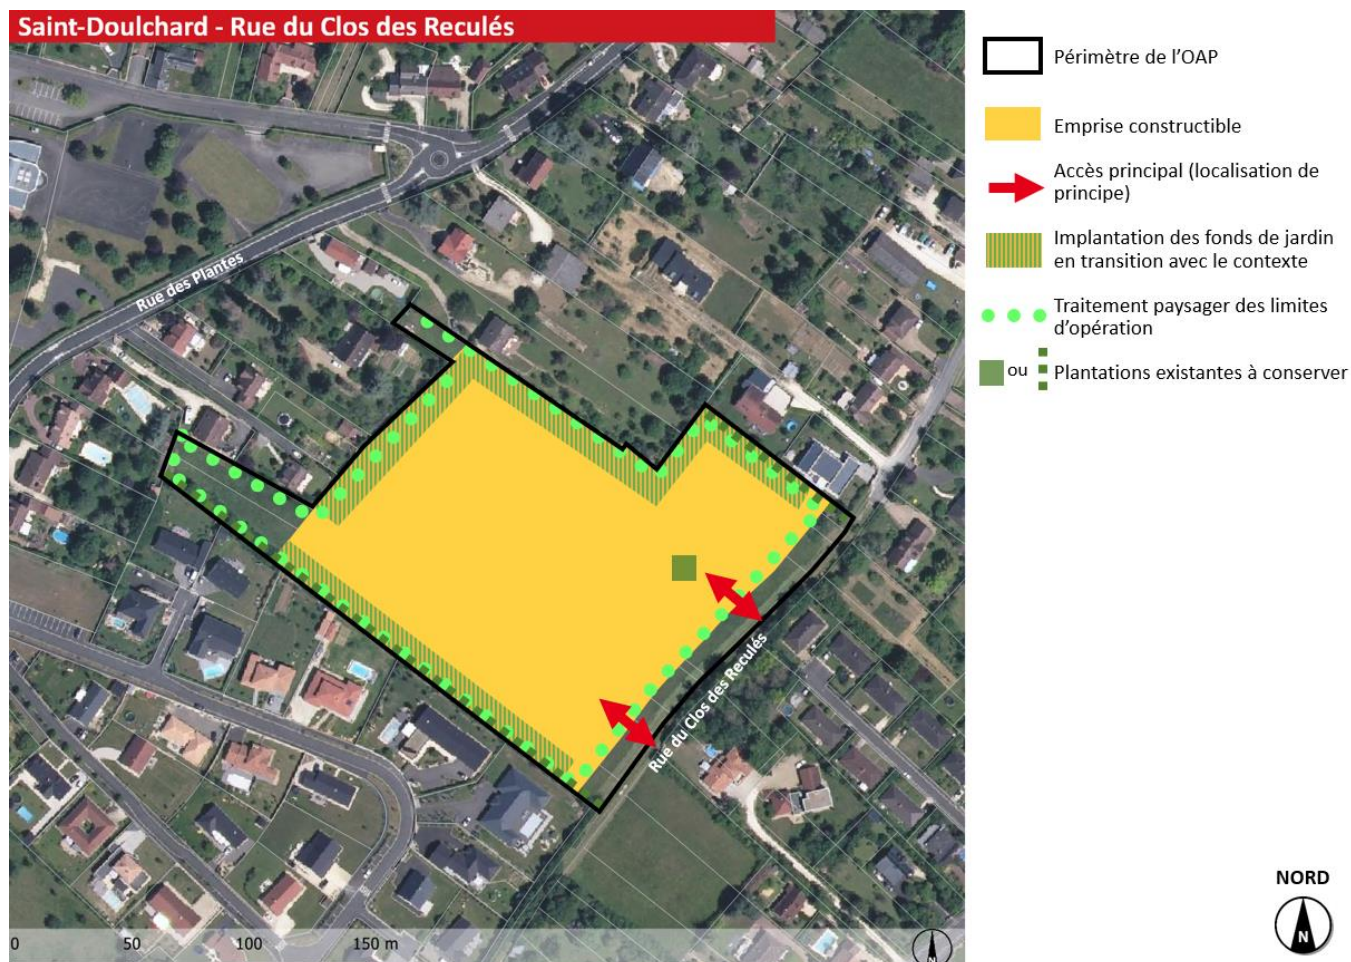 Saint-Doulchard - Rue du Clos des Reculés
Périmètre de l'OAP
Emprise constructible
Accès principal (localisation de
principe)
Implantation des fonds de jardin
en transition avec le contexte
Traitement paysager des limites
d'opération
ou
Plantations existantes à conserver
Rue des Plantes
Rue du Clos des Reculés
0 50 100 150 m
N
NORD
N